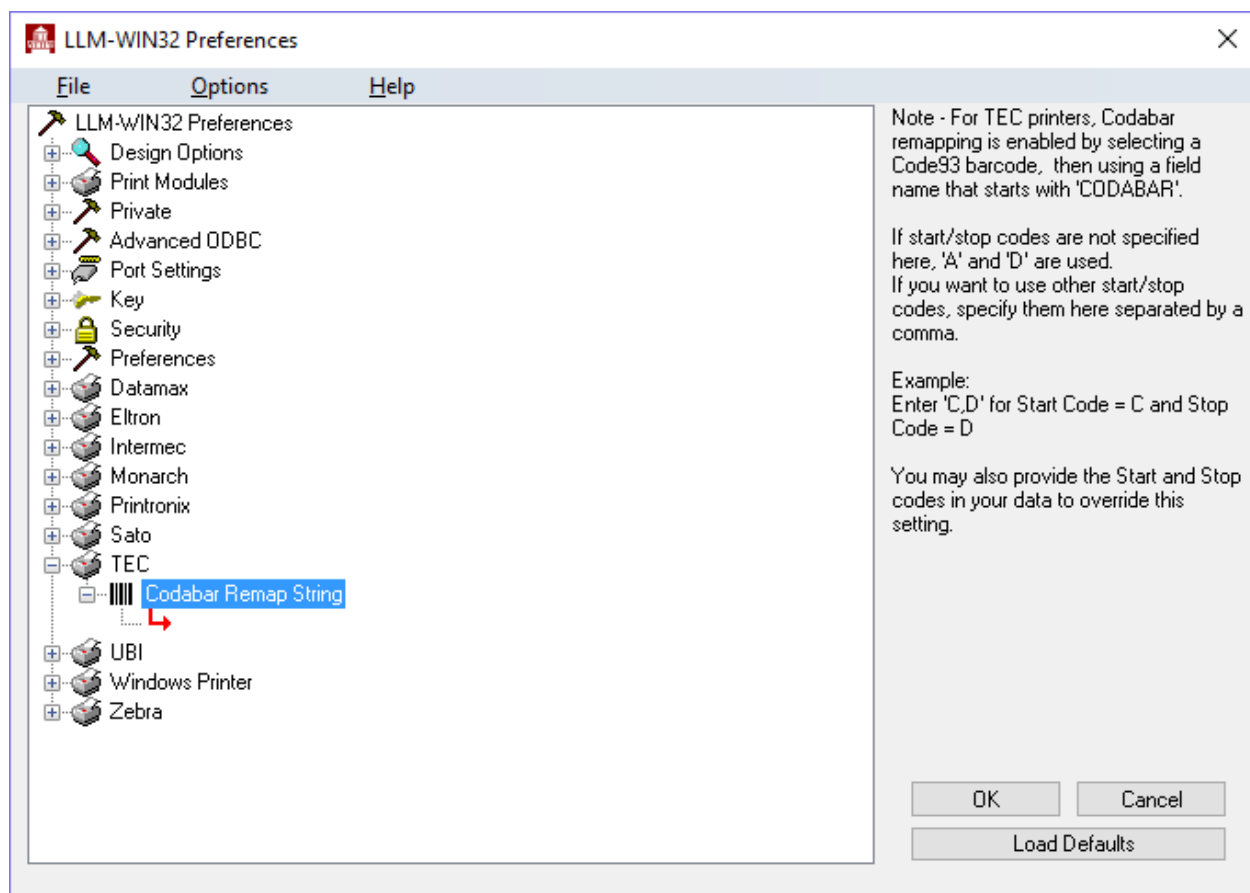 LLM-WIN32 Preferences
File Options Help
LLM-WIN32 Preferences
Design Options
Print Modules
Private
Advanced ODBC
Port Settings
Key
Security
Preferences
Datamax
Eltron
Intermec
Monarch
Printronix
Sato
TEC
Codabar Remap String
UBI
Windows Printer
Zebra
Note - For TEC printers, Codabar
remapping is enabled by selecting a
Code93 barcode, then using a field
name that starts with 'CODABAR'.
If start/stop codes are not specified
here, 'A' and 'D' are used.
If you want to use other start/stop
codes, specify them here separated by a
comma.
Example:
Enter 'C,D' for Start Code = C and Stop
Code = D
You may also provide the Start and Stop
codes in your data to override this
setting.
OK Cancel
Load Defaults